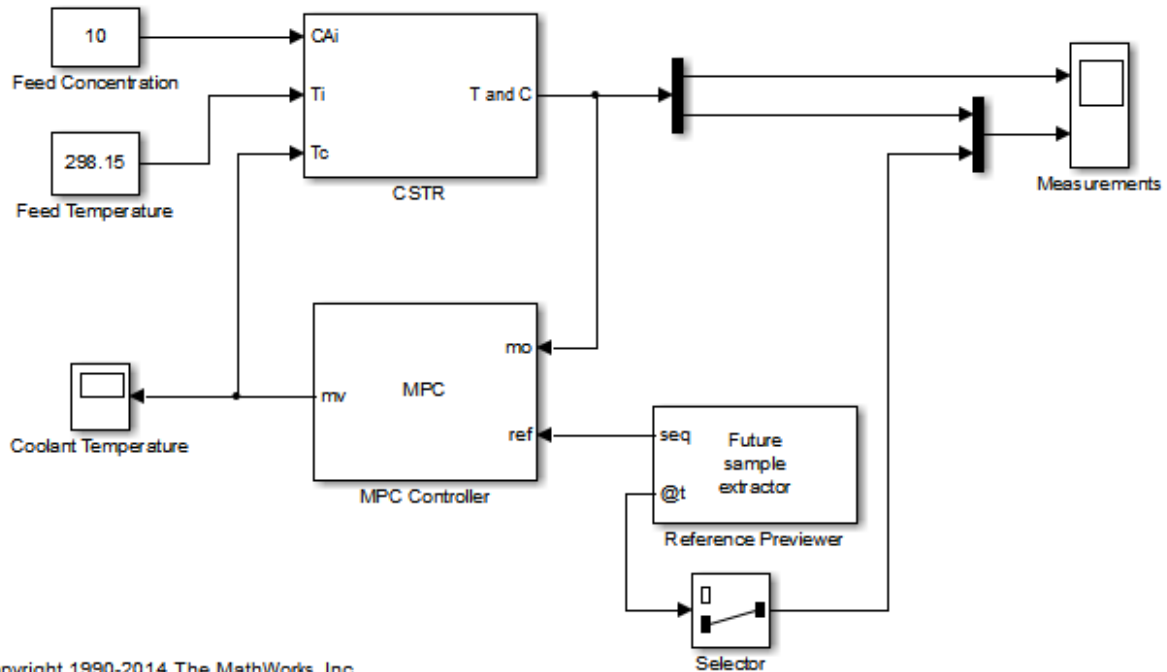 10
Feed Concentration
298.15
Feed Temperature
CAi
Ti
Tc
T and C
CSTR
Measurements
Coolant Temperature
mv
MPC
mo
ref
MPC Controller
seq
@t
Future
sample
extractor
Reference Previewer
Selector
pyright 1990-2014 The MathWorks, Inc.